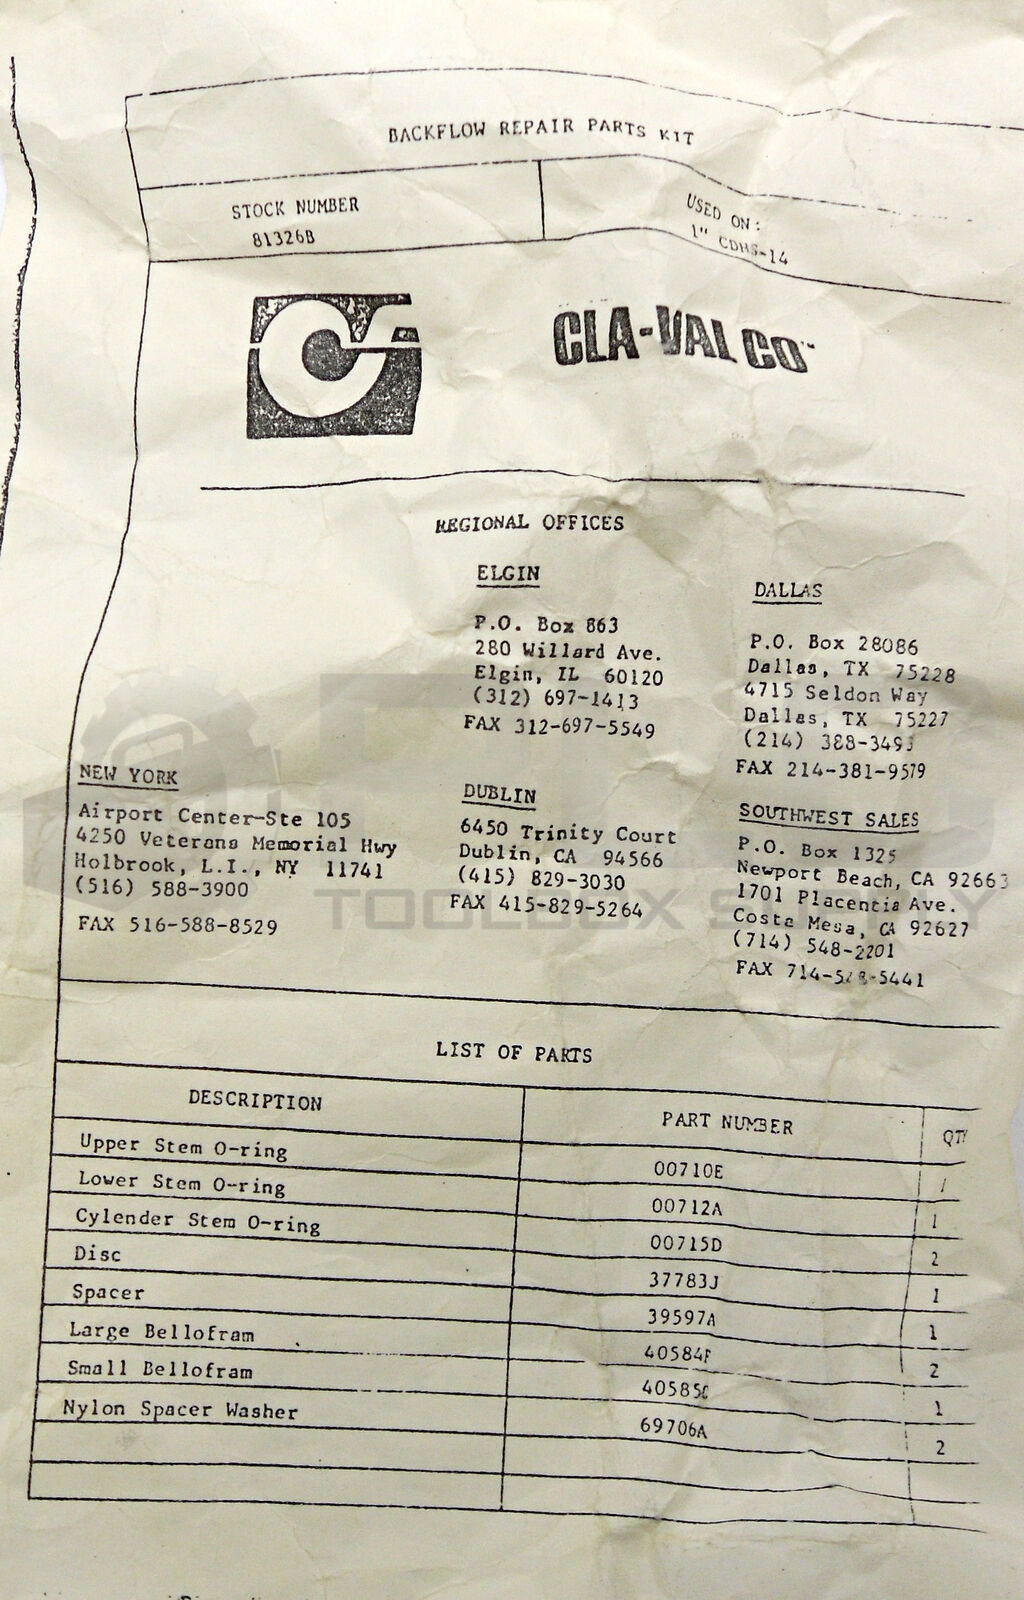 BACKFLOW REPAIR PARTS KIT
STOCK NUMBER
81326B
USED ON:
1" CDHS-14
CLA-VAL CO
REGIONAL OFFICES
ELGIN
P.O. Box 863
280 Willard Ave.
Elgin, IL 60120
(312) 697-1413
FAX 312-697-5549
DALLAS
P.O. Box 28086
Dallas, TX 75228
4715 Seldon Way
Dallas, TX 75227
(214)
FAX 214-381-9579
NEW YORK
Airport Center-Ste 105
4250 Veterans Memorial Hwy
Holbrook, L.I., NY 11741
(516) 588-3900
FAX 516-588-8529
DUBLIN
6450 Trinity Court
Dublin, CA 94566
(415) 829-3030
FAX 415-829-5264
SOUTHWEST SALES
P.O. Box 1325
Newport Beach, CA 92663
1701 Placentia Ave.
Costa Mesa, CA 92627
(714) 548-2201
FAX
TOOLBOX SUPPLY
LIST OF PARTS
DESCRIPTION PART NUMBER QTY
Upper Stem O-ring 00710E 1
Lower Stem O-ring 00712A 1
Cylender Stem O-ring 00715D 2
Disc 37783J 1
Spacer 39597A 1
Large Bellofram 40584F 2
Small Bellofram 1
Nylon Spacer Washer 69706A 2